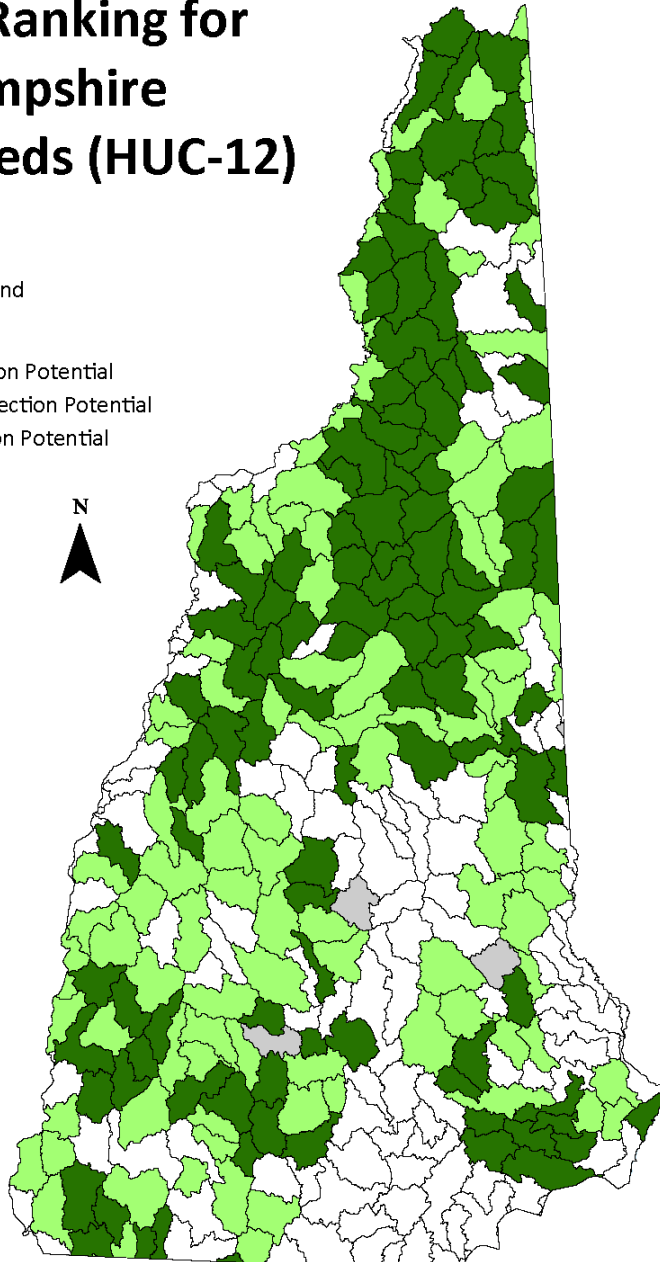 Ranking for
mpshire
eds (HUC-12)
nd
on Potential
ection Potential
on Potential
N